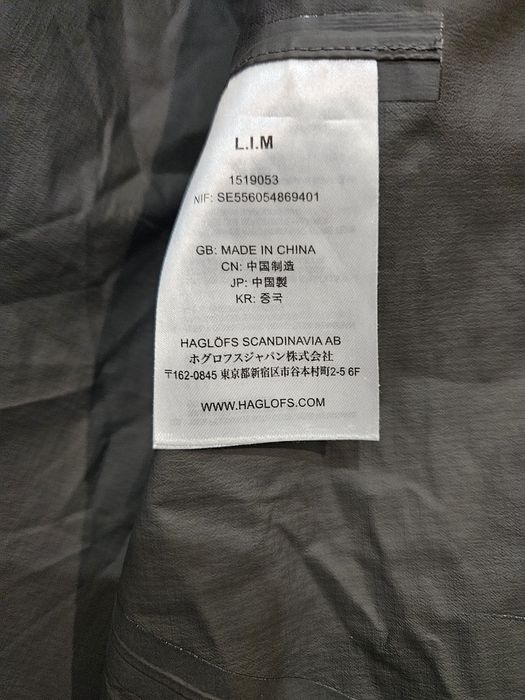 L.I.M
1519053
NIF: SE556054869401
GB: MADE IN CHINA
CN: 中国制造
JP: 中国製
KR: 중국
HAGLÖFS SCANDINAVIA AB
ホグロフスジャパン株式会社
〒162-0845 東京都新宿区市谷本村町2-5 6F
WWW.HAGLOFS.COM